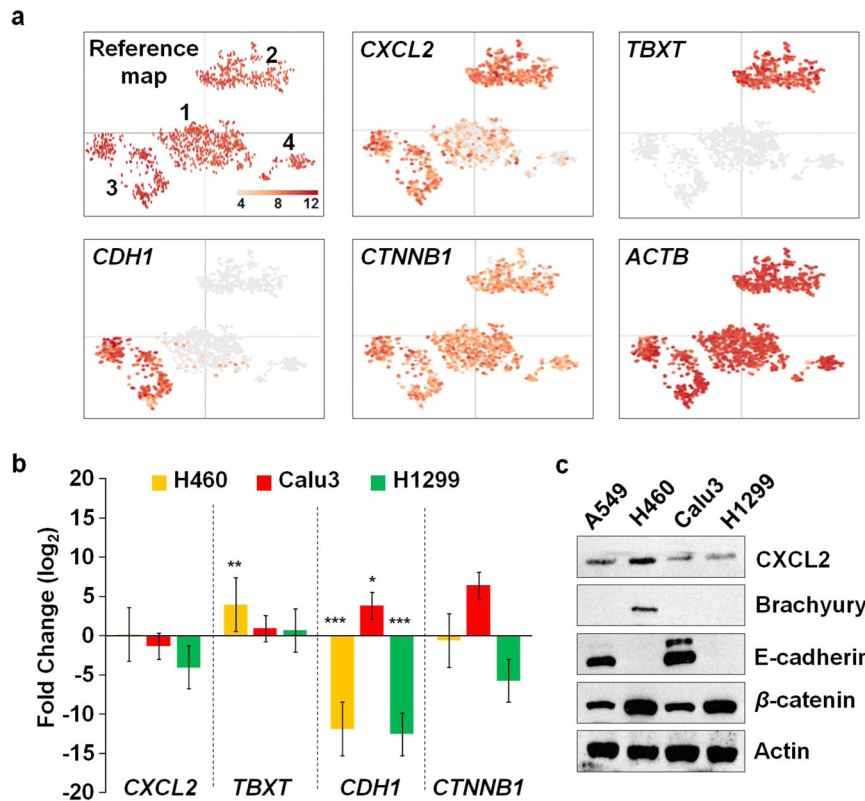 a
Reference
map
1
2
3
4
4 8 12
CXCL2
TBXT
CDH1
CTNNB1
ACTB
b
Fold Change (log2)
20
15
10
5
0
-5
-10
-15
-20
H460 Calu3 H1299
**
***
*
***
CXCL2 TBXT CDH1 CTNNB1
c
A549 H460 Calu3 H1299
CXCL2
Brachyury
E-cadherin
β-catenin
Actin